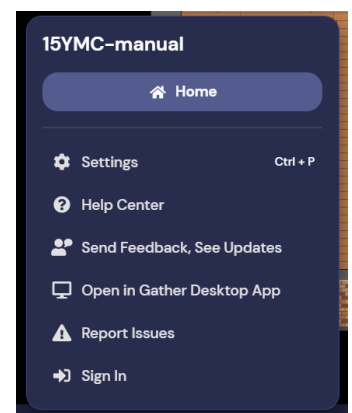 15YMC-manual
Home
Settings Ctrl + P
Help Center
Send Feedback, See Updates
Open in Gather Desktop App
Report Issues
Sign In